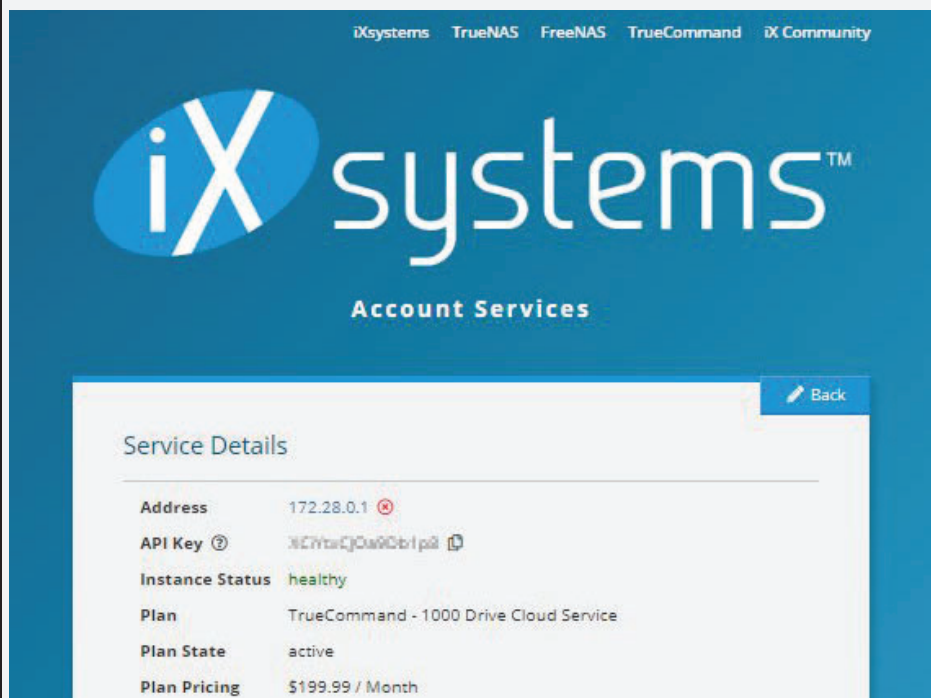 iXsystems TrueNAS FreeNAS TrueCommand iX Community
iX systems™
Account Services
Back
Service Details
Address 172.28.0.1
API Key
Instance Status healthy
Plan TrueCommand - 1000 Drive Cloud Service
Plan State active
Plan Pricing $199.99 / Month